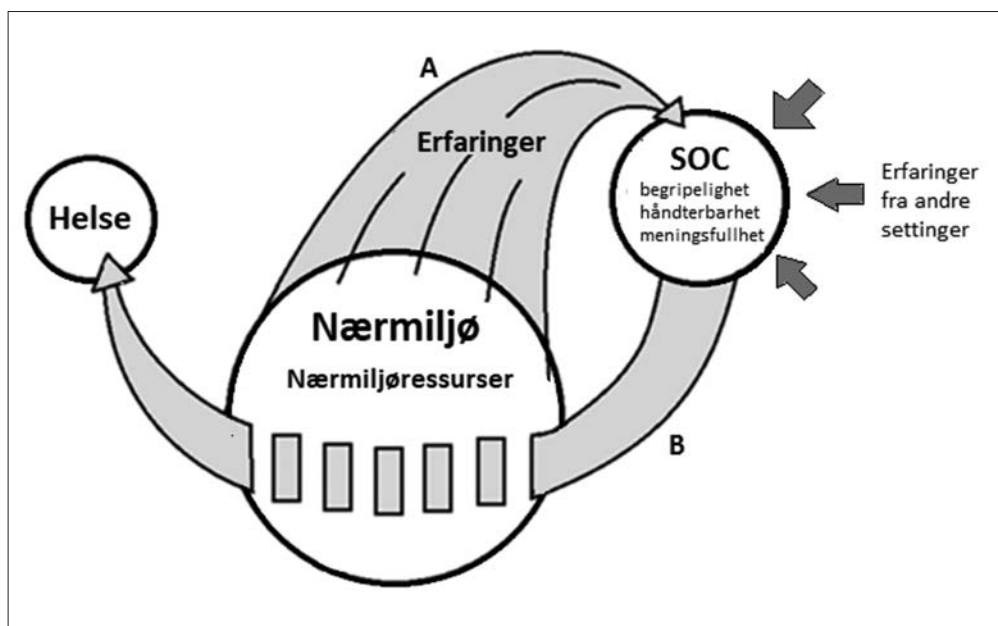 A
Erfaringer
SOC
begripelighet
håndterbarhet
meningsfullhet
Erfaringer
fra andre
settinger
Helse
Nærmiljø
Nærmiljøressurser
B